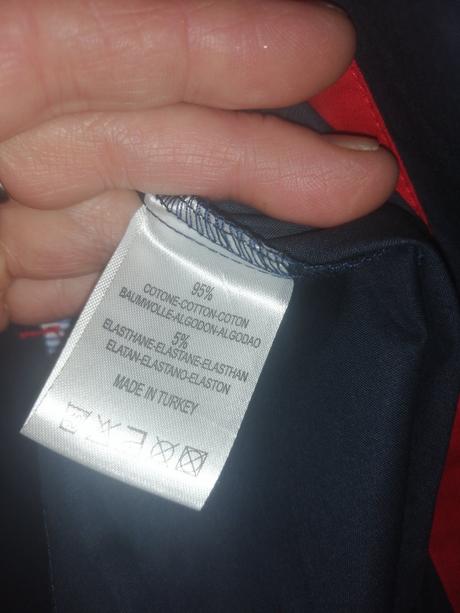 95%
COTONE-COTTON-COTON
BAUMWOLLE-ALGODON-ALGODAO
5%
ELASTHANE-ELASTANE-ELASTHAN
ELATAN-ELASTANO-ELASTON
MADE IN TURKEY